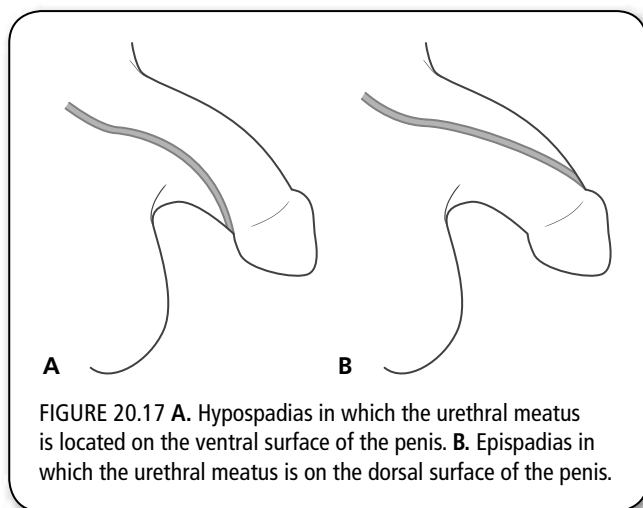 A
B
FIGURE 20.17 A. Hypospadias in which the urethral meatus
is located on the ventral surface of the penis. B. Epispadias in
which the urethral meatus is on the dorsal surface of the penis.